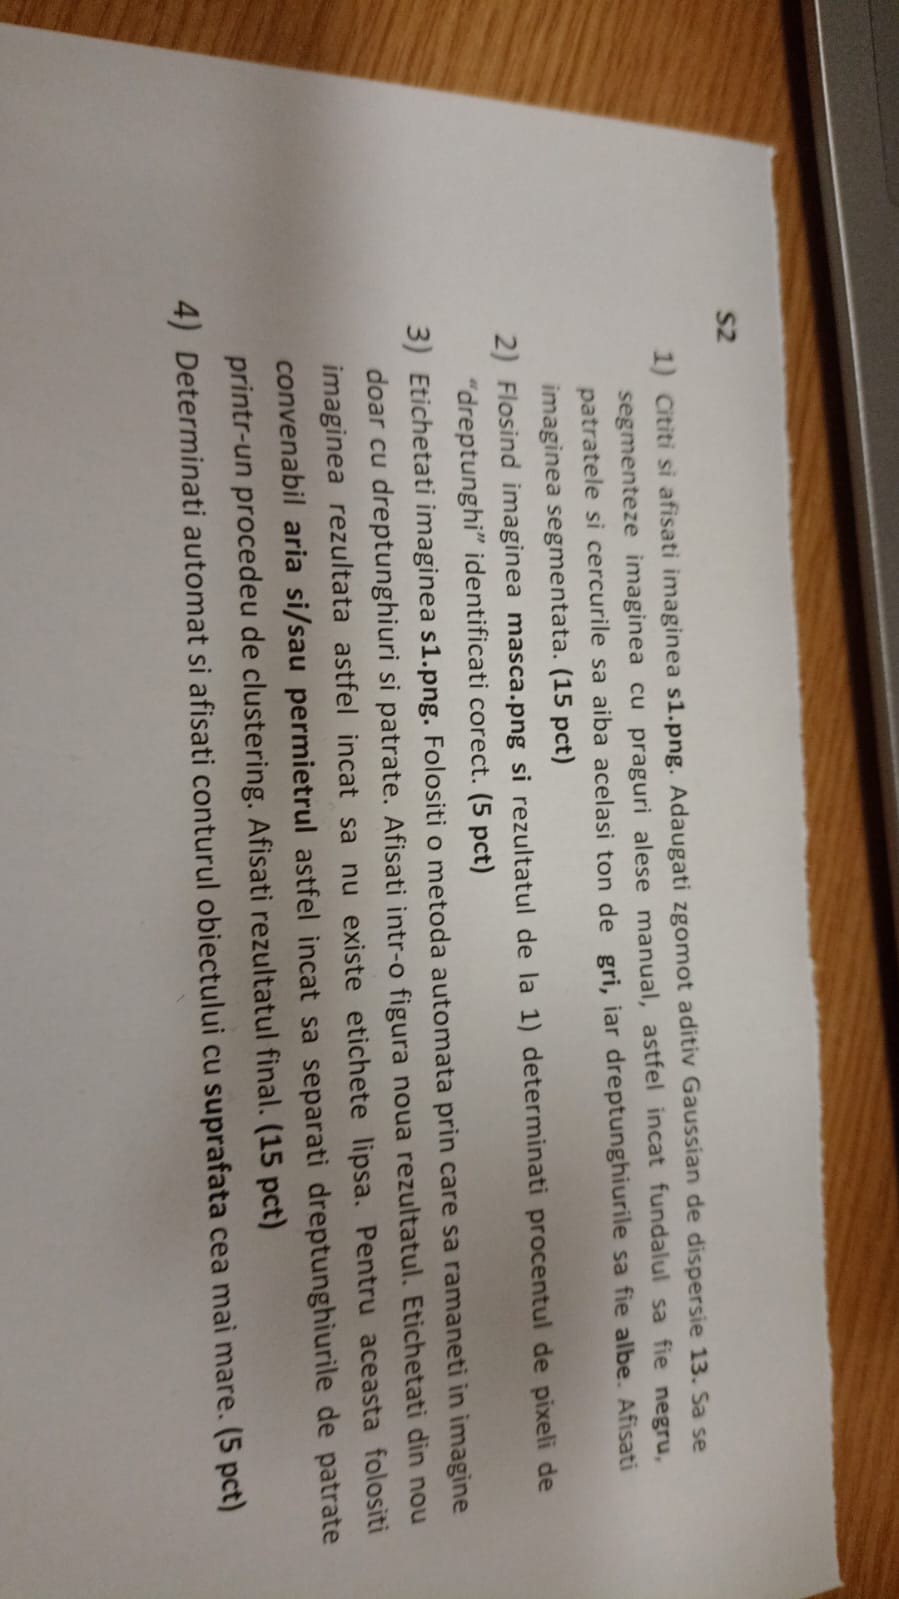 S2
1) Cititi si afisati imaginea s1.png. Adaugati zgomot aditiv Gaussian de dispersie 13. Sa se
segmenteze imaginea cu praguri alese manual, astfel incat fundalul sa fie negru,
patratele si cercurile sa aiba acelasi ton de gri, iar dreptunghiurile sa fie albe. Afisati
imaginea segmentata. (15 pct)
2) Flosind imaginea masca.png si rezultatul de la 1) determinati procentul de pixeli de
“dreptunghi” identificati corect. (5 pct)
3) Etichetati imaginea s1.png. Folositi o metoda automata prin care sa ramaneti in imagine
doar cu dreptunghiuri si patrate. Afisati intr-o figura noua rezultatul. Etichetati din nou
imaginea rezultata astfel incat sa nu existe etichete lipsa. Pentru aceasta folositi
convenabil aria si/sau permietrul astfel incat sa separati dreptunghiurile de patrate
printr-un procedeu de clustering. Afisati rezultatul final. (15 pct)
4) Determinati automat si afisati conturul obiectului cu suprafata cea mai mare. (5 pct)